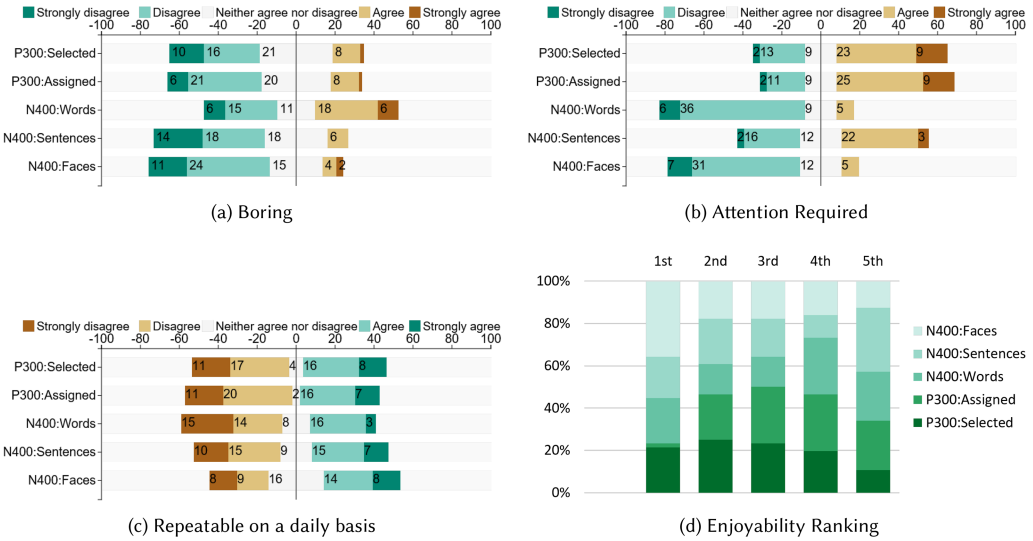 Strongly disagree Disagree Neither agree nor disagree Agree Strongly agree
-100 -80 -60 -40 -20 0 20 40 60 80 100
P300:Selected 10 16 21 8
P300:Assigned 6 21 20 8
N400:Words 6 15 11 18 6
N400:Sentences 14 18 18 6
N400:Faces 11 24 15 4 2
(a) Boring
Strongly disagree Disagree Neither agree nor disagree Agree Strongly agree
-100 -80 -60 -40 -20 0 20 40 60 80 100
P300:Selected 2 13 9 23 9
P300:Assigned 2 11 9 25 9
N400:Words 6 36 9 5
N400:Sentences 2 16 12 22 3
N400:Faces 7 31 12 5
(b) Attention Required
Strongly disagree Disagree Neither agree nor disagree Agree Strongly agree
-100 -80 -60 -40 -20 0 20 40 60 80 100
P300:Selected 11 17 4 16 8
P300:Assigned 11 20 2 16 7
N400:Words 15 14 8 16 3
N400:Sentences 10 15 9 15 7
N400:Faces 8 9 16 14 8
(c) Repeatable on a daily basis
1st 2nd 3rd 4th 5th
100%
80%
60%
40%
20%
0%
N400:Faces
N400:Sentences
N400:Words
P300:Assigned
P300:Selected
(d) Enjoyability Ranking